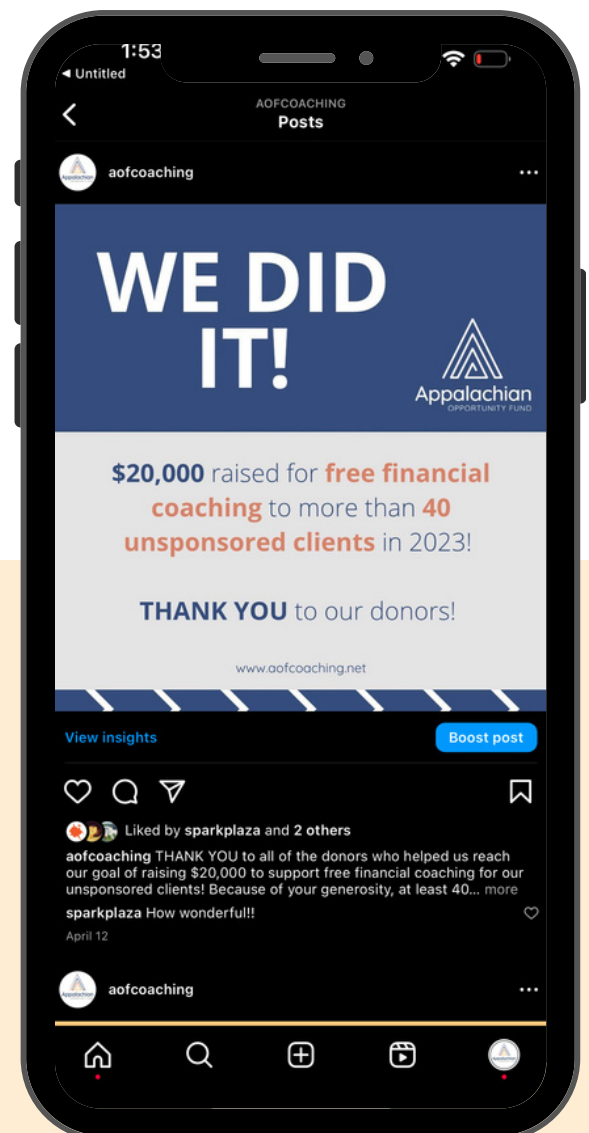 1:53
◀ Untitled
AOFCOACHING
Posts
aofcoaching
WE DID
IT!
Appalachian
OPPORTUNITY FUND
$20,000 raised for free financial
coaching to more than 40
unsponsored clients in 2023!
THANK YOU to our donors!
www.aofcoaching.net
View insights
Boost post
Liked by sparkplaza and 2 others
aofcoaching THANK YOU to all of the donors who helped us reach
our goal of raising $20,000 to support free financial coaching for our
unsponsored clients! Because of your generosity, at least 40... more
sparkplaza How wonderful!!
April 12
aofcoaching